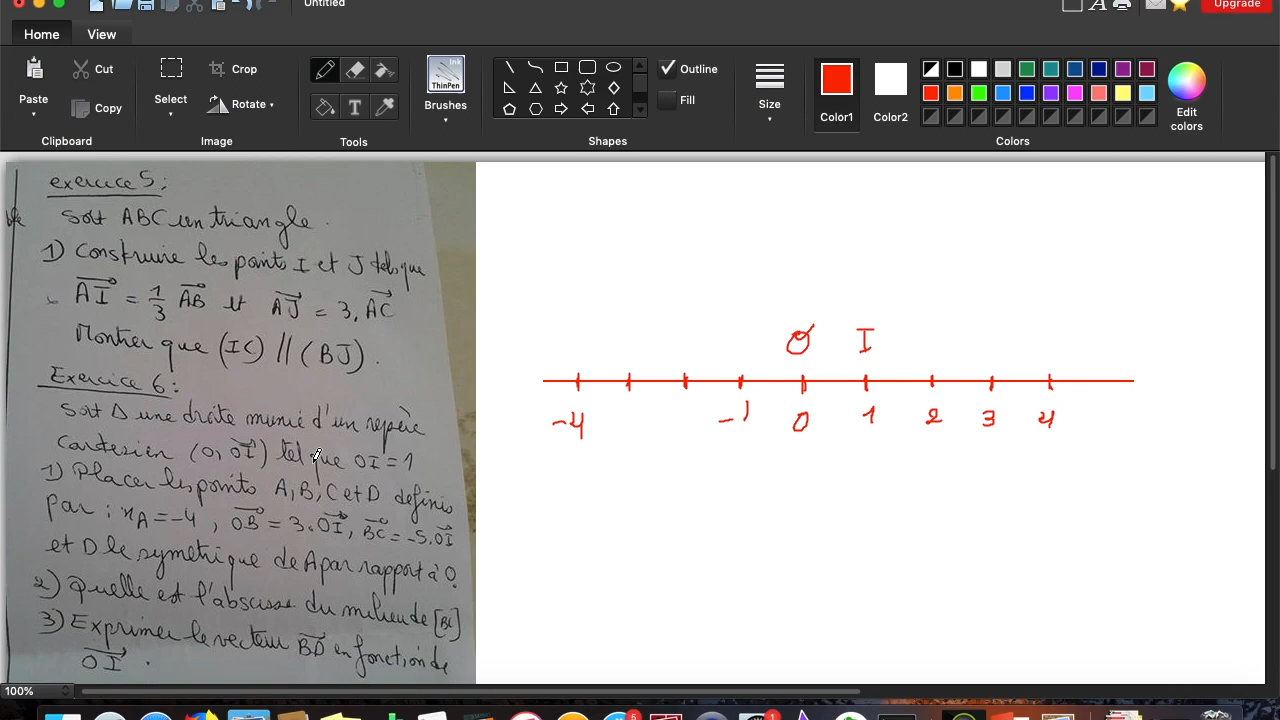 Untitled
Upgrade
Home
View
Paste
Cut
Copy
Clipboard
Select
Crop
Rotate
Image
Tools
Ink
ThinPen
Brushes
Shapes
Outline
Fill
Size
Color1
Color2
Edit colors
Colors
exercice 5:
Soit ABC un triangle.
1) Construire les points I et J tels que
AI = 1/3 AB et AJ = 3. AC
Montrer que (IC) // (BJ).
Exercice 6:
Soit D une droite munie d'un repère
cartesien (O, OI) tel que OI = 1
1) Placer les points A, B, C et D definis
par : xA = -4, OB = 3.OI, BC = -5.OI
et D le symetrique de A par rapport à O.
2) Quelle est l'abscisse du milieu de [BC]
3) Exprimer le vecteur BD en fonction de
OI.
O I
-4 -1 0 1 2 3 4
100%